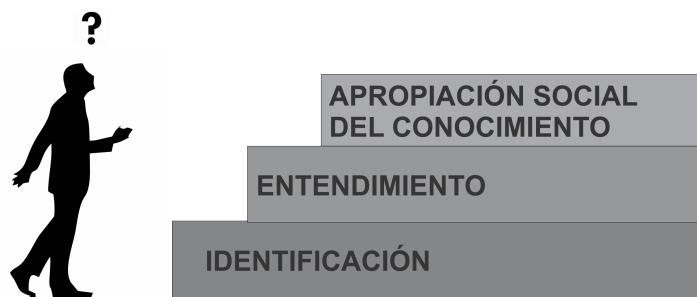 ?
APROPIACIÓN SOCIAL
DEL CONOCIMIENTO
ENTENDIMIENTO
IDENTIFICACIÓN